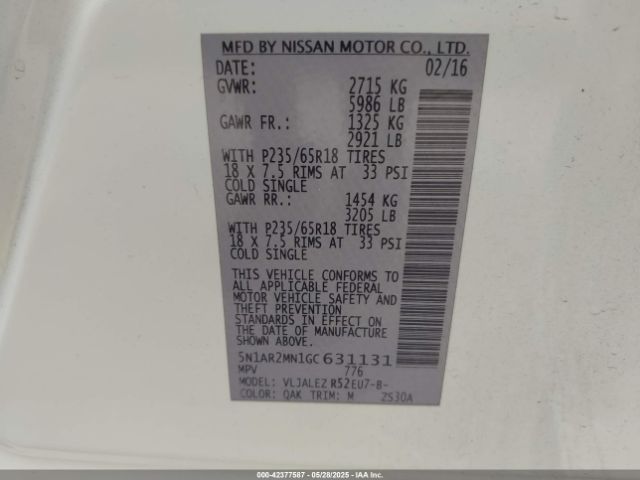 MFD BY NISSAN MOTOR CO., LTD.
DATE: 02/16
GVWR: 2715 KG
5986 LB
GAWR FR.: 1325 KG
2921 LB
WITH P235/65R18 TIRES
18 X 7.5 RIMS AT 33 PSI
COLD SINGLE
GAWR RR.: 1454 KG
3205 LB
WITH P235/65R18 TIRES
18 X 7.5 RIMS AT 33 PSI
COLD SINGLE
THIS VEHICLE CONFORMS TO
ALL APPLICABLE FEDERAL
MOTOR VEHICLE SAFETY AND
THEFT PREVENTION
STANDARDS IN EFFECT ON
THE DATE OF MANUFACTURE
SHOWN ABOVE.
5N1AR2MN1GC631131
MPV 776
MODEL: VLJALEZ R52EU7-B-
COLOR: QAK TRIM: M ZS30A
000-42377587 - 05/28/2025 - IAA, Inc.